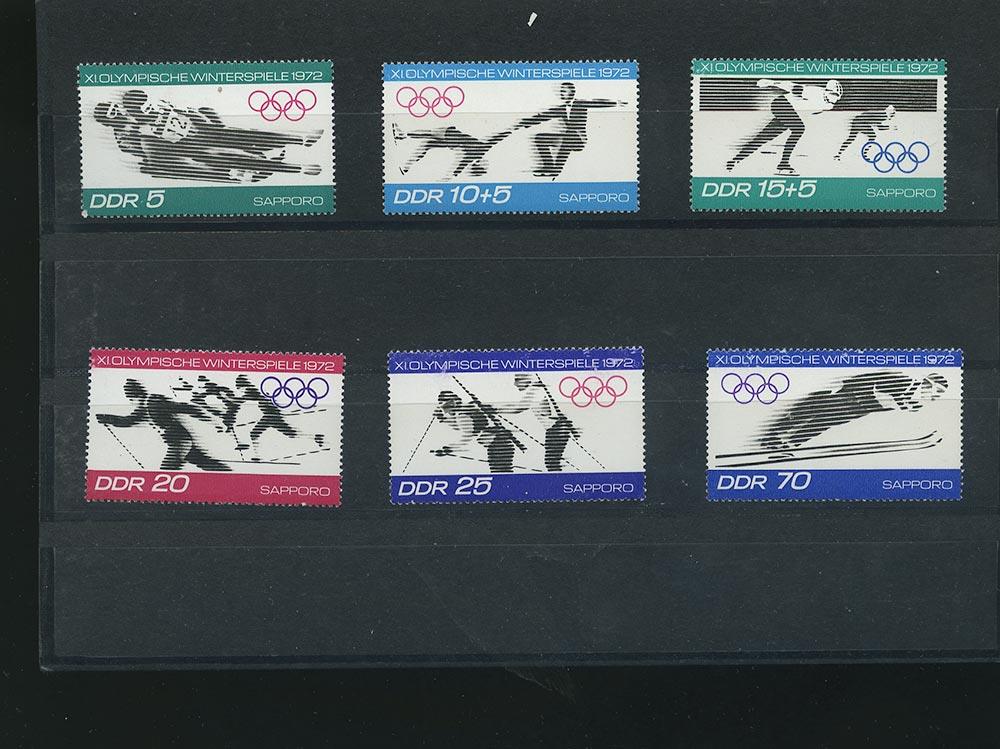 XI. OLYMPISCHE WINTERSPIELE 1972
DDR 5 SAPPORO
XI. OLYMPISCHE WINTERSPIELE 1972
DDR 10+5 SAPPORO
XI. OLYMPISCHE WINTERSPIELE 1972
DDR 15+5 SAPPORO
XI. OLYMPISCHE WINTERSPIELE 1972
DDR 20 SAPPORO
XI. OLYMPISCHE WINTERSPIELE 1972
DDR 25 SAPPORO
XI. OLYMPISCHE WINTERSPIELE 1972
DDR 70 SAPPORO